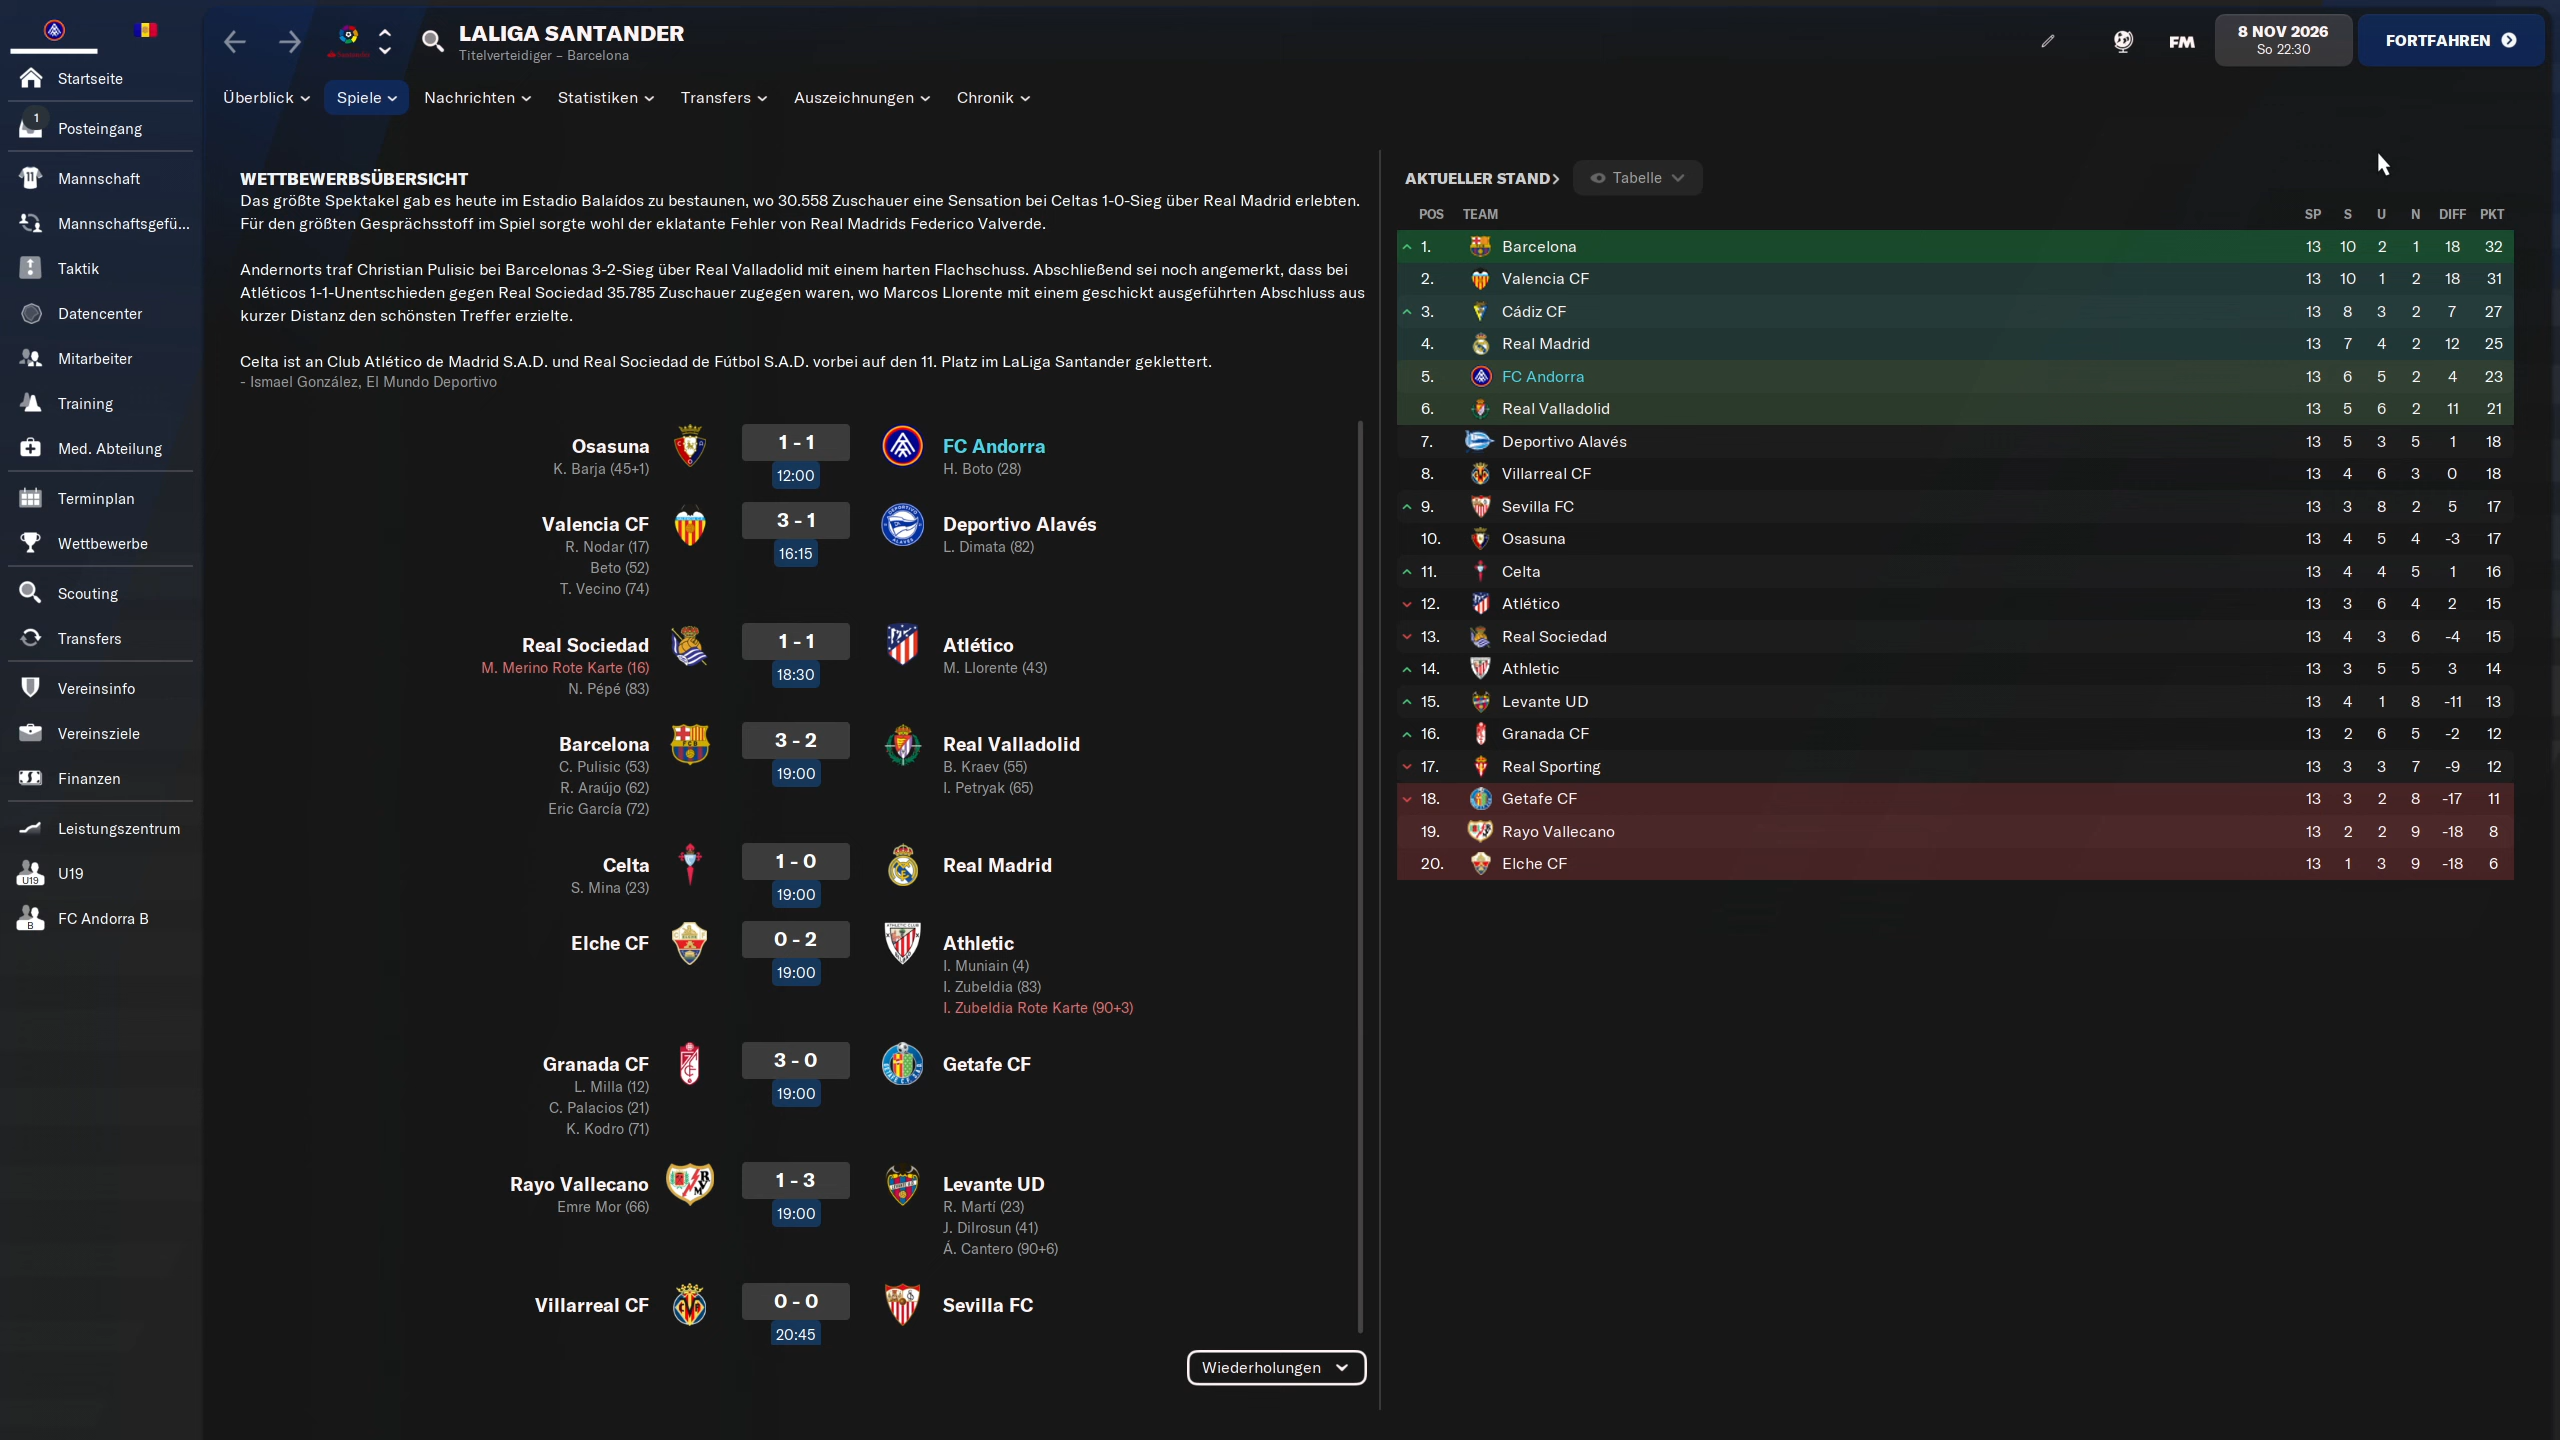 LALIGA SANTANDER
Titelverteidiger – Barcelona
FM
8 NOV 2026
So 22:30
FORTFAHREN
Überblick
Spiele
Nachrichten
Statistiken
Transfers
Auszeichnungen
Chronik
Startseite
1
Posteingang
Mannschaft
Mannschaftsgefü...
Taktik
Datencenter
Mitarbeiter
Training
Med. Abteilung
Terminplan
Wettbewerbe
Scouting
Transfers
Vereinsinfo
Vereinsziele
Finanzen
Leistungszentrum
U19
U19
B
FC Andorra B
WETTBEWERBSÜBERSICHT
Das größte Spektakel gab es heute im Estadio Balaídos zu bestaunen, wo 30.558 Zuschauer eine Sensation bei Celtas 1-0-Sieg über Real Madrid erlebten.
Für den größten Gesprächsstoff im Spiel sorgte wohl der eklatante Fehler von Real Madrids Federico Valverde.
Andernorts traf Christian Pulisic bei Barcelonas 3-2-Sieg über Real Valladolid mit einem harten Flachschuss. Abschließend sei noch angemerkt, dass bei
Atléticos 1-1-Unentschieden gegen Real Sociedad 35.785 Zuschauer zugegen waren, wo Marcos Llorente mit einem geschickt ausgeführten Abschluss aus
kurzer Distanz den schönsten Treffer erzielte.
Celta ist an Club Atlético de Madrid S.A.D. und Real Sociedad de Fútbol S.A.D. vorbei auf den 11. Platz im LaLiga Santander geklettert.
- Ismael González, El Mundo Deportivo
Osasuna 1 - 1 FC Andorra
K. Barja (45+1) 12:00 H. Boto (28)
Valencia CF 3 - 1 Deportivo Alavés
R. Nodar (17) 16:15 L. Dimata (82)
Beto (52)
T. Vecino (74)
Real Sociedad 1 - 1 Atlético
M. Merino Rote Karte (16) 18:30 M. Llorente (43)
N. Pépé (83)
Barcelona 3 - 2 Real Valladolid
C. Pulisic (53) 19:00 B. Kraev (55)
R. Araújo (62) I. Petryak (65)
Eric García (72)
Celta 1 - 0 Real Madrid
S. Mina (23) 19:00
Elche CF 0 - 2 Athletic
19:00 I. Muniain (4)
I. Zubeldia (83)
I. Zubeldia Rote Karte (90+3)
Granada CF 3 - 0 Getafe CF
L. Milla (12) 19:00
C. Palacios (21)
K. Kodro (71)
Rayo Vallecano 1 - 3 Levante UD
Emre Mor (66) 19:00 R. Martí (23)
J. Dilrosun (41)
Á. Cantero (90+6)
Villarreal CF 0 - 0 Sevilla FC
20:45
Wiederholungen
AKTUELLER STAND
Tabelle
POS TEAM SP S U N DIFF PKT
1. Barcelona 13 10 2 1 18 32
2. Valencia CF 13 10 1 2 18 31
3. Cádiz CF 13 8 3 2 7 27
4. Real Madrid 13 7 4 2 12 25
5. FC Andorra 13 6 5 2 4 23
6. Real Valladolid 13 5 6 2 11 21
7. Deportivo Alavés 13 5 3 5 1 18
8. Villarreal CF 13 4 6 3 0 18
9. Sevilla FC 13 3 8 2 5 17
10. Osasuna 13 4 5 4 -3 17
11. Celta 13 4 4 5 1 16
12. Atlético 13 3 6 4 2 15
13. Real Sociedad 13 4 3 6 -4 15
14. Athletic 13 3 5 5 3 14
15. Levante UD 13 4 1 8 -11 13
16. Granada CF 13 2 6 5 -2 12
17. Real Sporting 13 3 3 7 -9 12
18. Getafe CF 13 3 2 8 -17 11
19. Rayo Vallecano 13 2 2 9 -18 8
20. Elche CF 13 1 3 9 -18 6